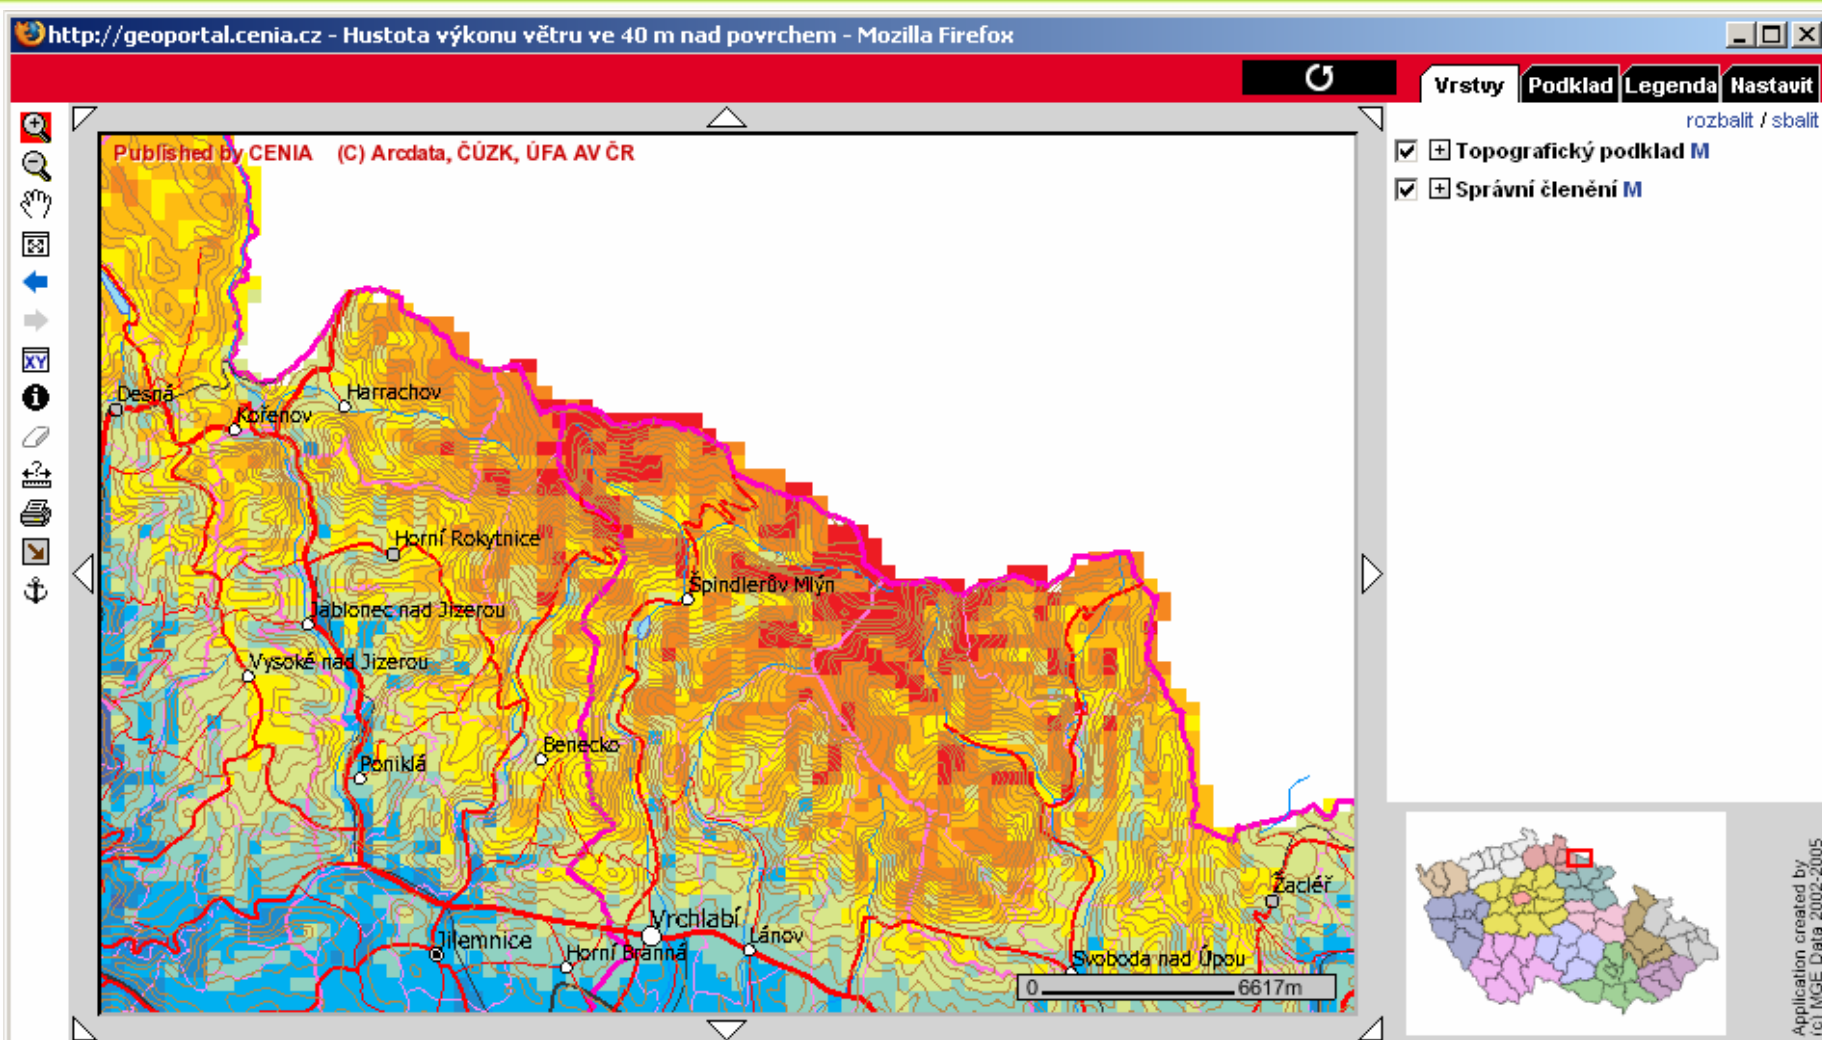 http://geoportal.cenia.cz - Hustota výkonu větru ve 40 m nad povrchem - Mozilla Firefox
Vrstvy Podklad Legenda Nastavit
rozbalit / sbalit
Published by CENIA (C) Arcdata, ČÚZK, ÚFA AV ČR
Topografický podklad M
Správní členění M
XY
Desná
Harrachov
Kořenov
Horní Rokytnice
Špindlerův Mlýn
Jablonec nad Jizerou
Vysoké nad Jizerou
Benecko
Poniklá
Žacléř
Vrchlabí
Lánov
Jilemnice
Horní Branná
Svoboda nad Úpou
0 6617m
Application created by
(c) MGE Data 2002-2005